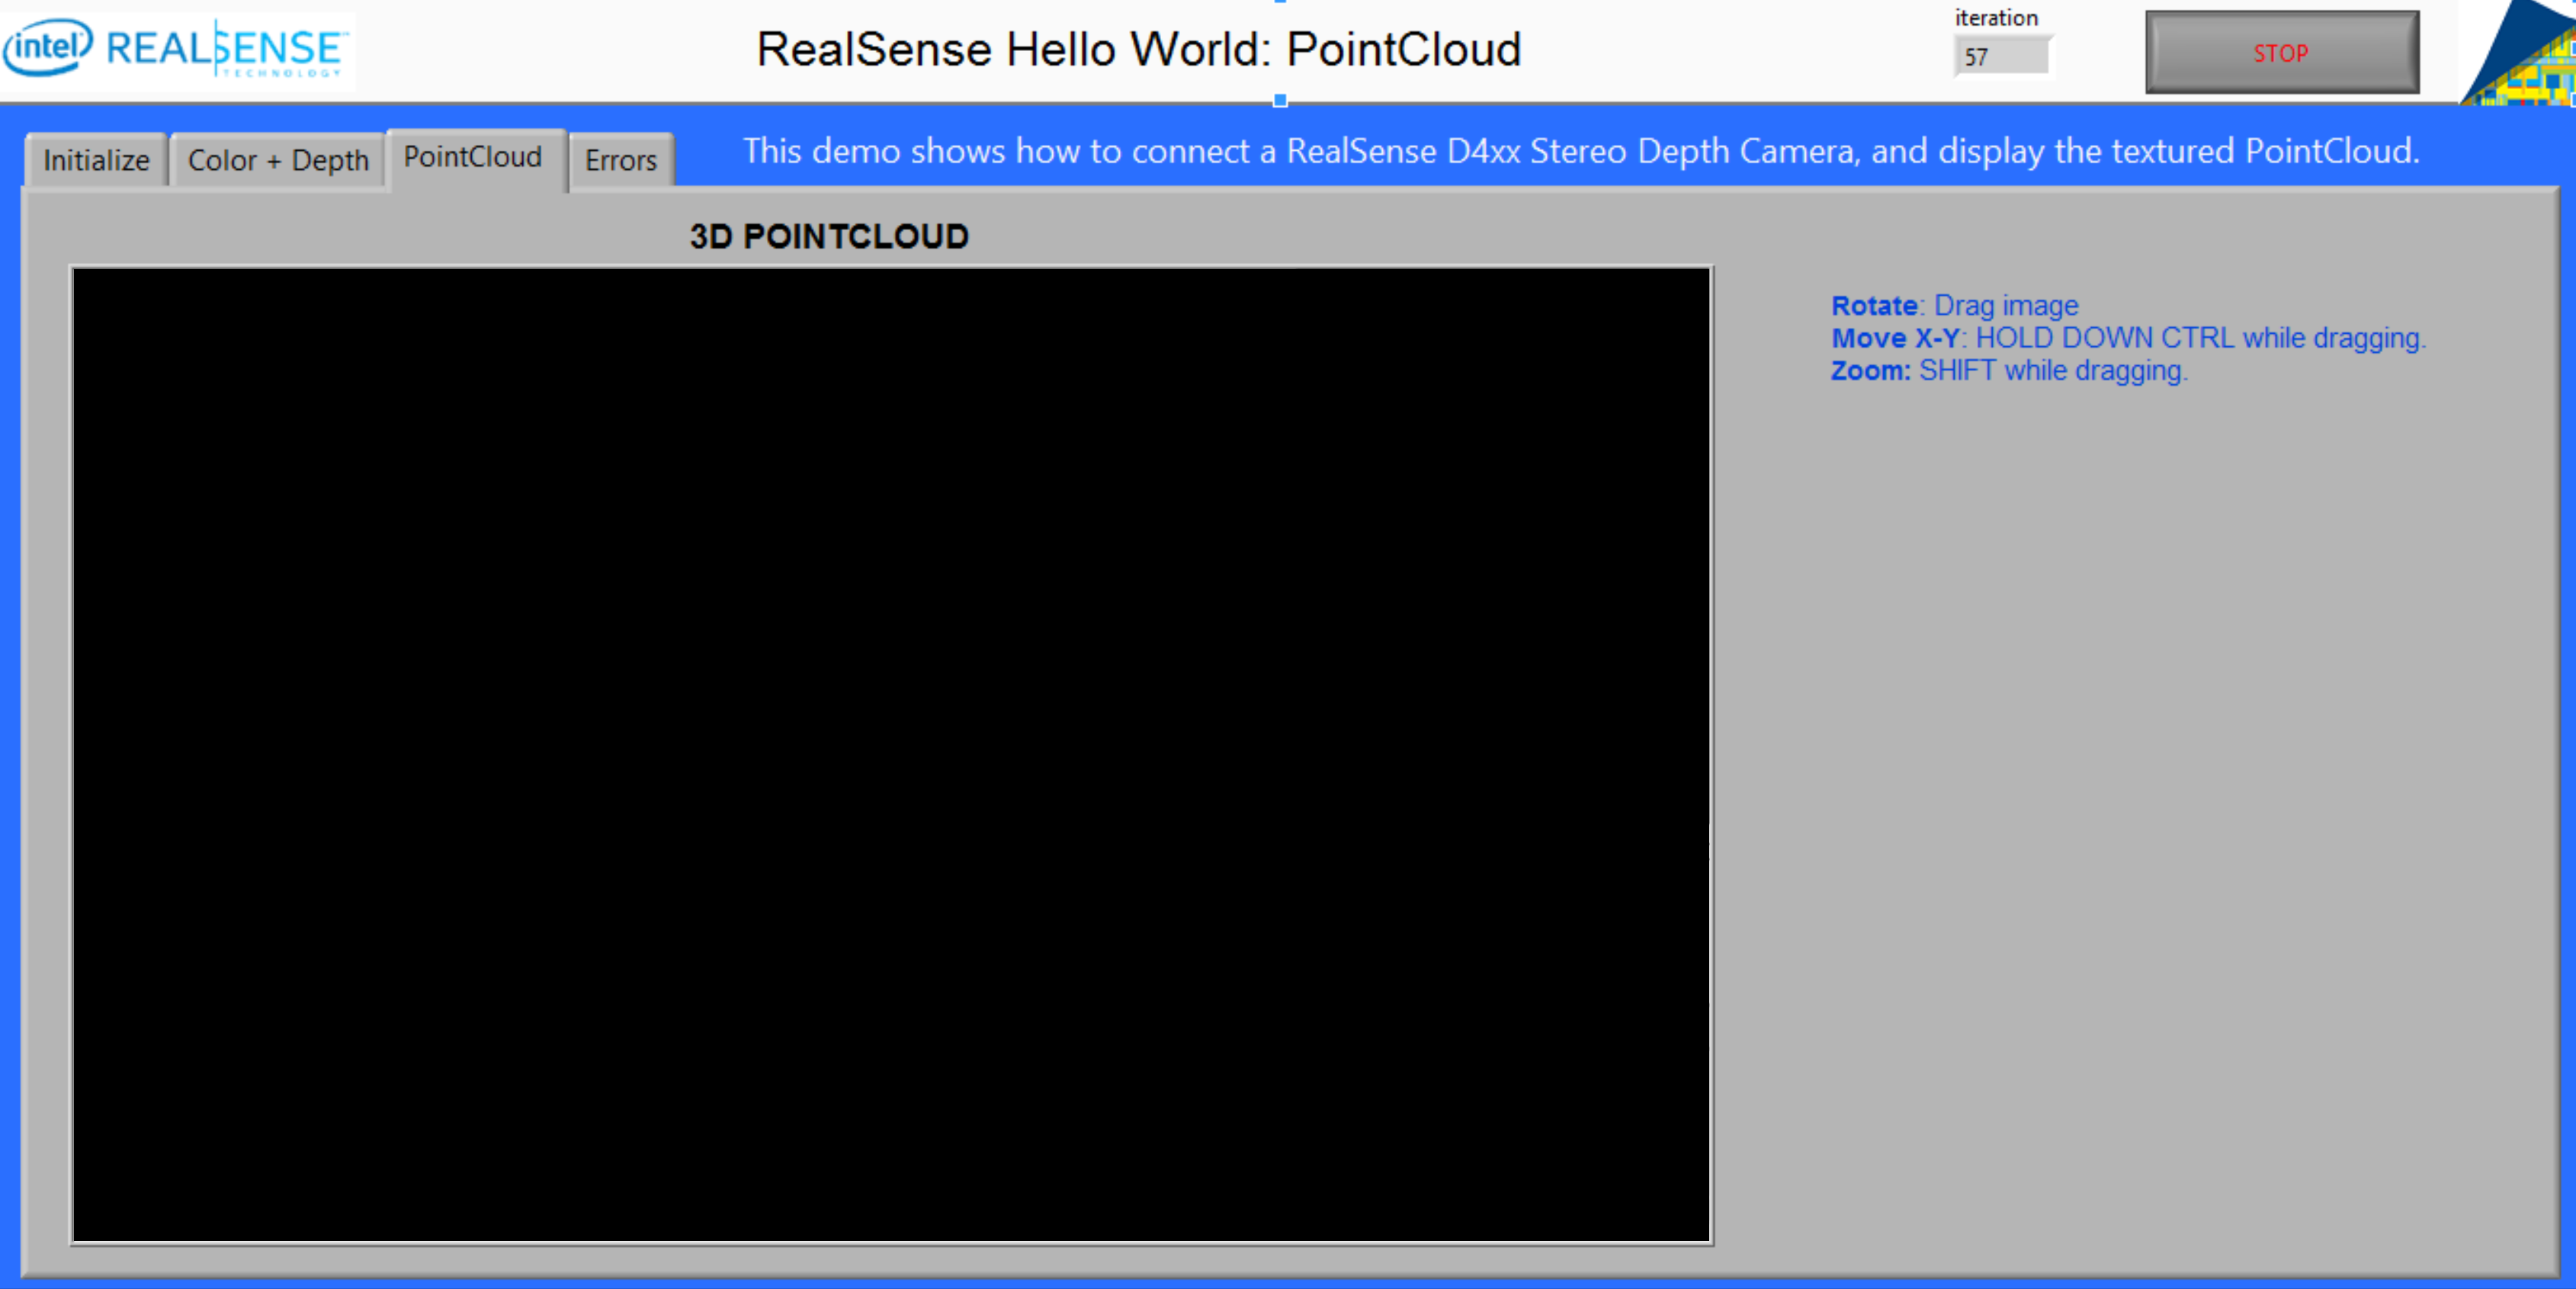 intel REALSENSE
TECHNOLOGY
RealSense Hello World: PointCloud
iteration
57
STOP
Initialize
Color + Depth
PointCloud
Errors
This demo shows how to connect a RealSense D4xx Stereo Depth Camera, and display the textured PointCloud.
3D POINTCLOUD
Rotate: Drag image
Move X-Y: HOLD DOWN CTRL while dragging.
Zoom: SHIFT while dragging.